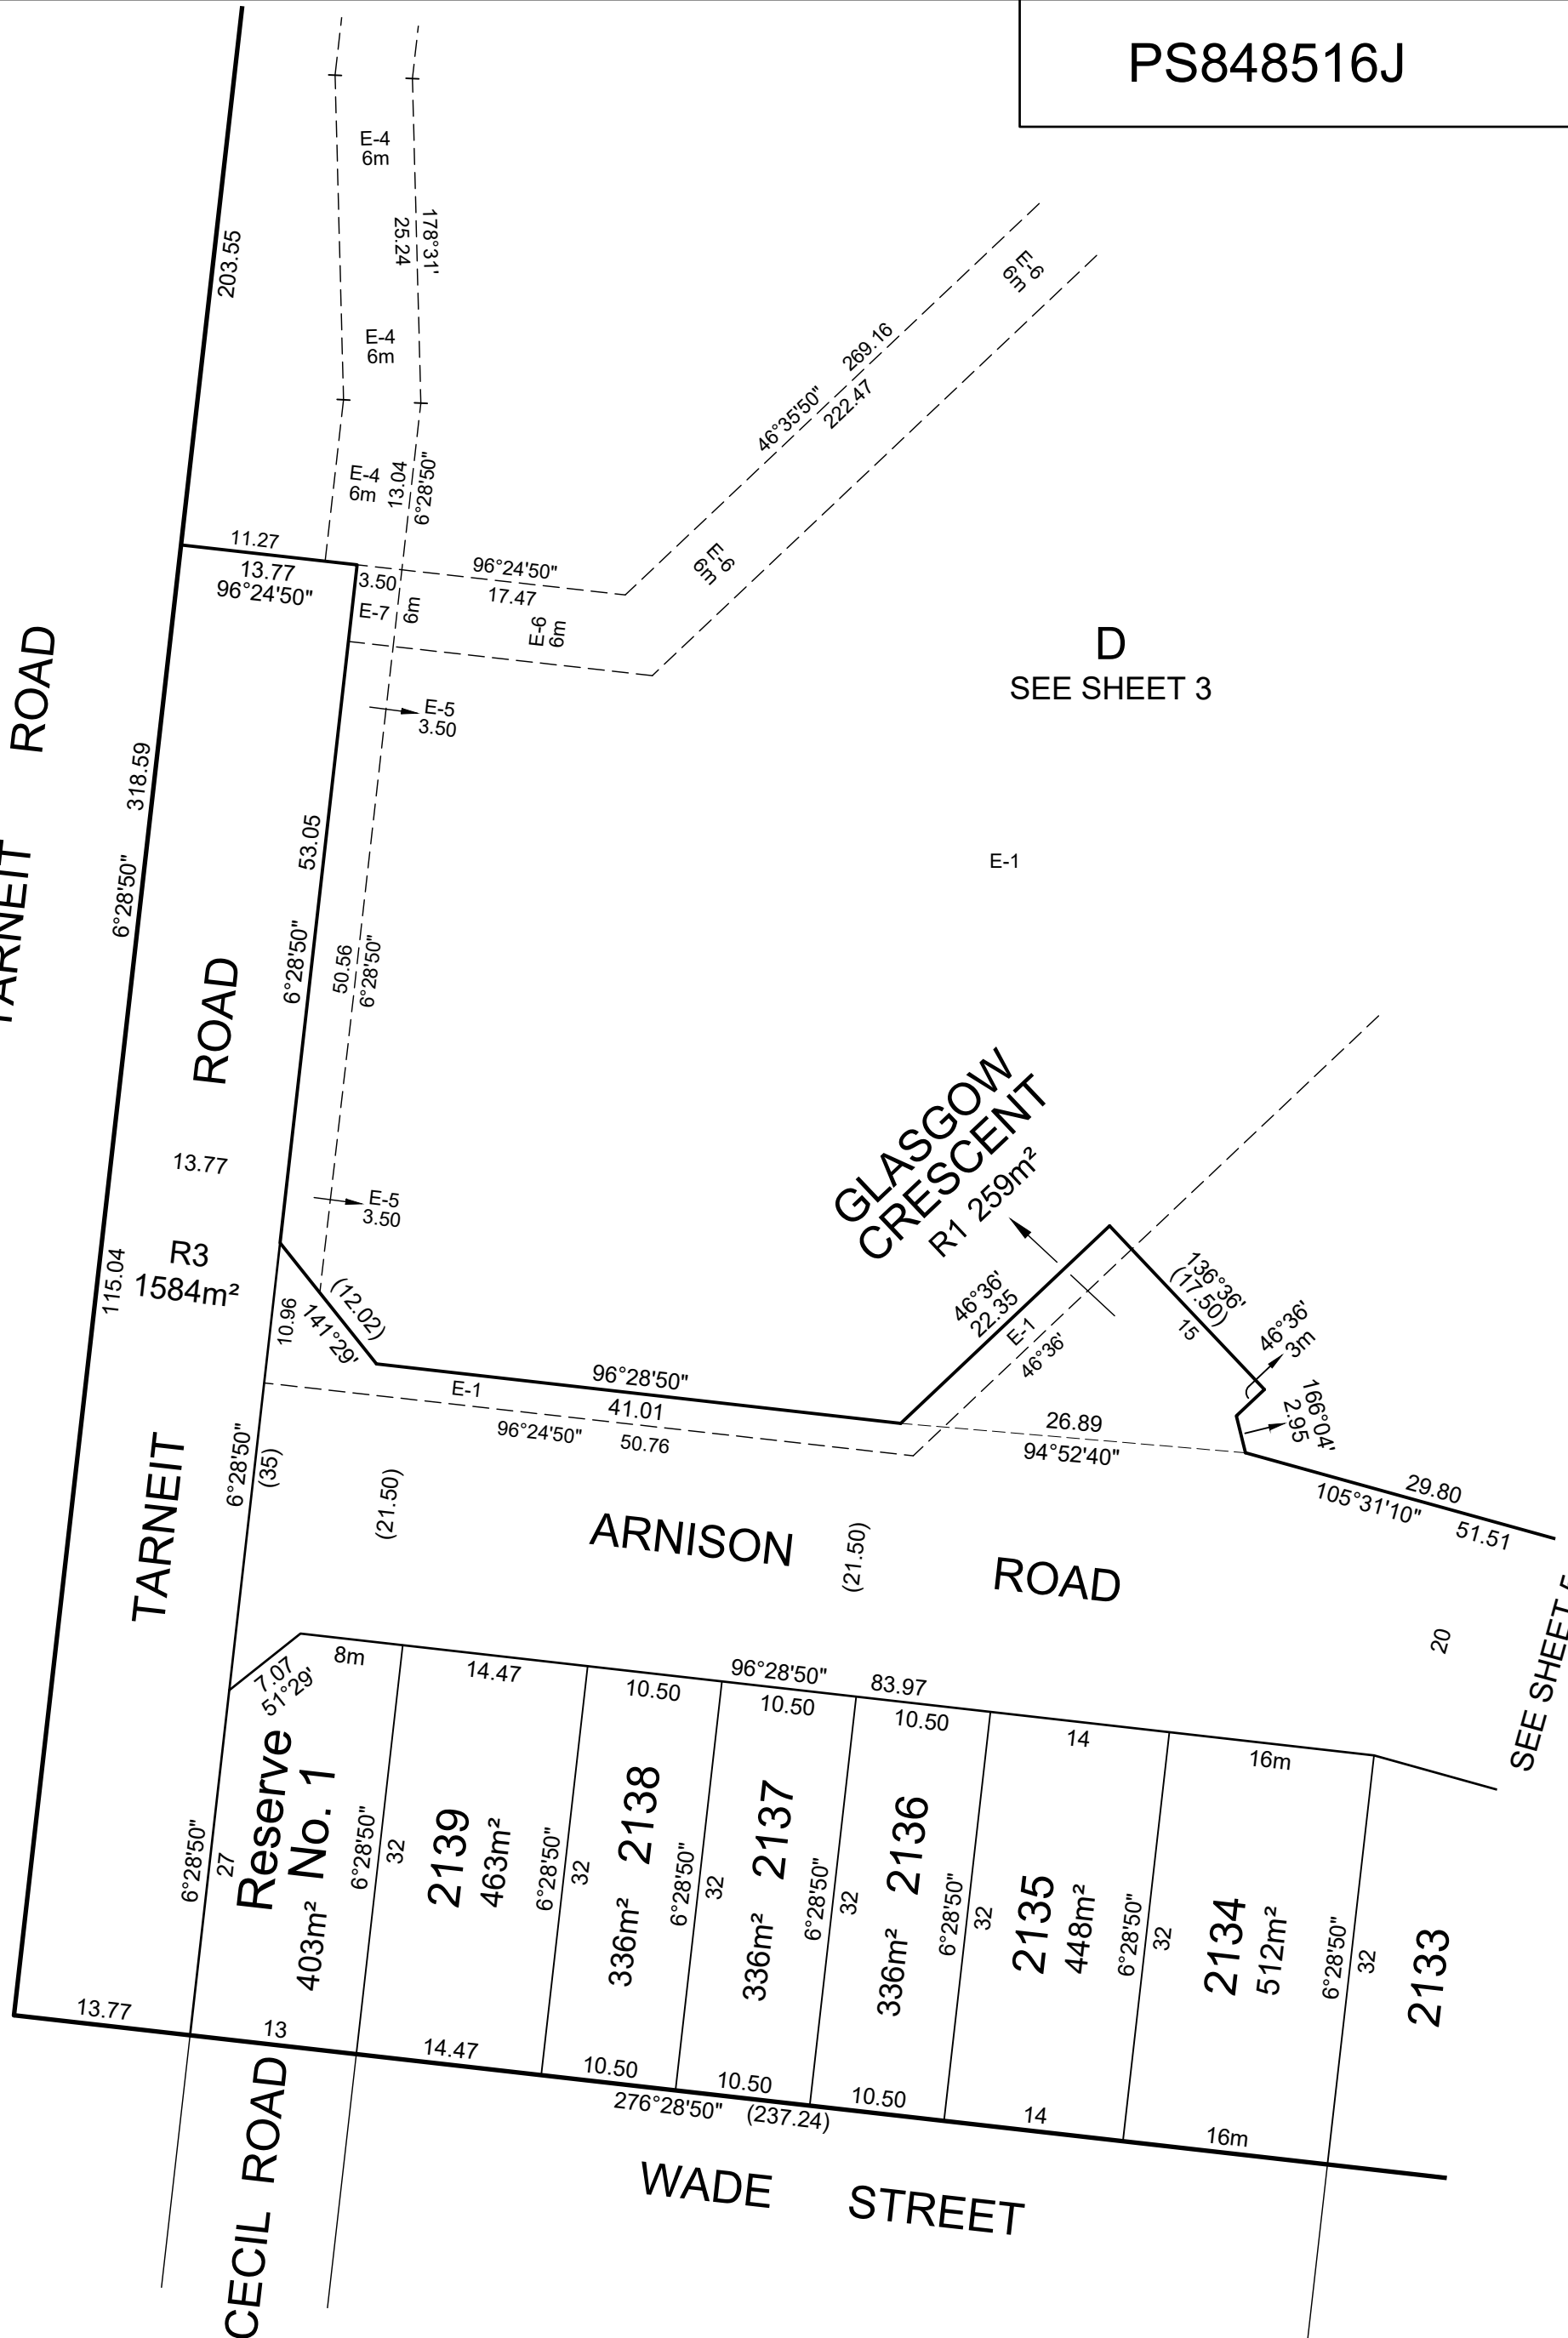 PS848516J
E-4
6m
203.55
178°31'
25.24
E-4
6m
E-6
6m
269.16
46°35'50"
222.47
E-4
6m
13.04
6°28'50"
11.27
13.77
96°24'50"
3.50
E-7
6m
96°24'50"
17.47
E-6
6m
E-6
6m
D
SEE SHEET 3
E-5
3.50
TARNEIT ROAD
318.59
6°28'50"
53.05
6°28'50"
50.56
6°28'50"
E-1
TARNEIT ROAD
13.77
E-5
3.50
R3
1584m²
115.04
10.96
(12.02)
141°29'
GLASGOW
CRESCENT
R1 259m²
46°36'
22.35
E-1
46°36'
136°36'
(17.50)
15
46°36'
3m
166°04'
2.95
96°28'50"
41.01
E-1
96°24'50"
50.76
26.89
94°52'40"
29.80
105°31'10"
51.51
6°28'50"
(35)
(21.50)
ARNISON ROAD
(21.50)
20
SEE SHEET
7.07
51°29'
8m
14.47
96°28'50"
83.97
10.50
10.50
10.50
14
16m
6°28'50"
27
Reserve
No. 1
403m²
6°28'50"
32
2139
463m²
6°28'50"
32
2138
336m²
6°28'50"
32
2137
336m²
6°28'50"
32
2136
336m²
6°28'50"
32
2135
448m²
6°28'50"
32
2134
512m²
6°28'50"
32
2133
13.77
13
14.47
10.50
10.50
10.50
14
16m
276°28'50"
(237.24)
CECIL ROAD
WADE STREET